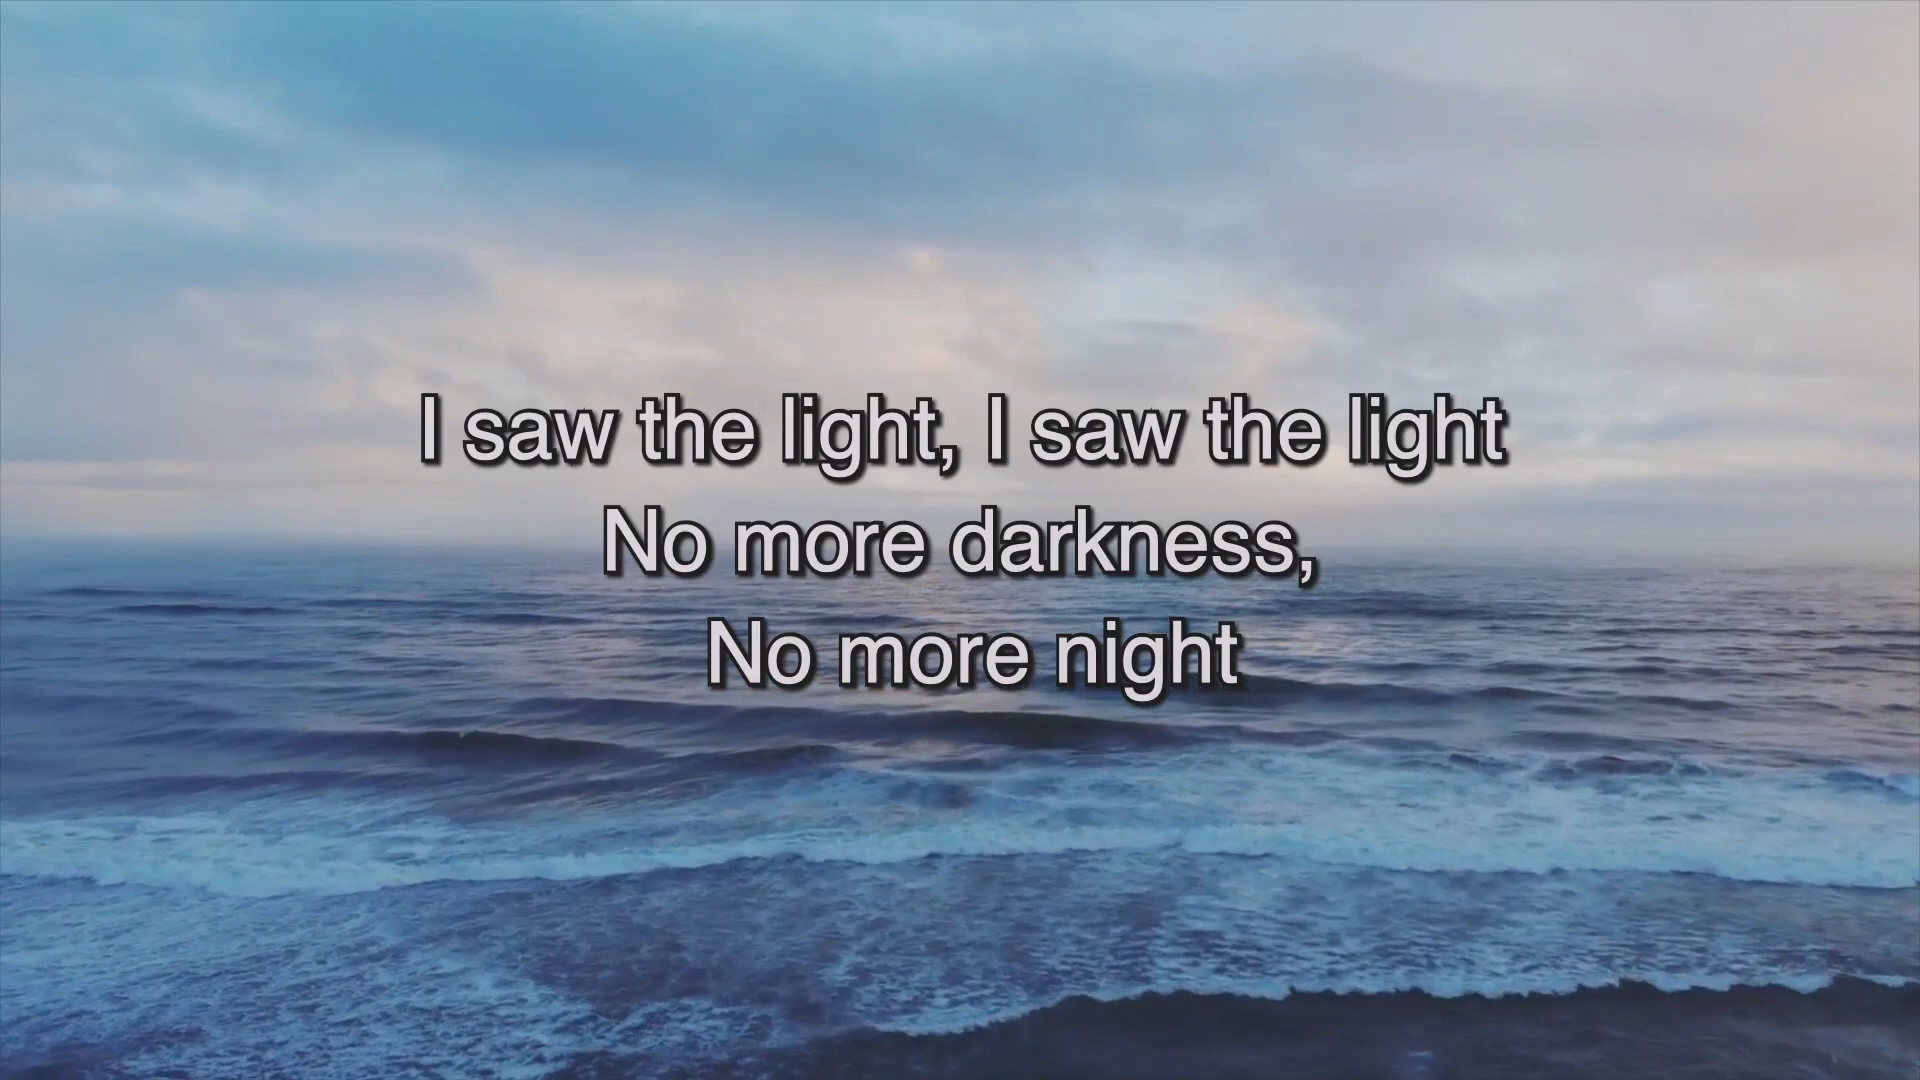 I saw the light, I saw the light
No more darkness,
No more night